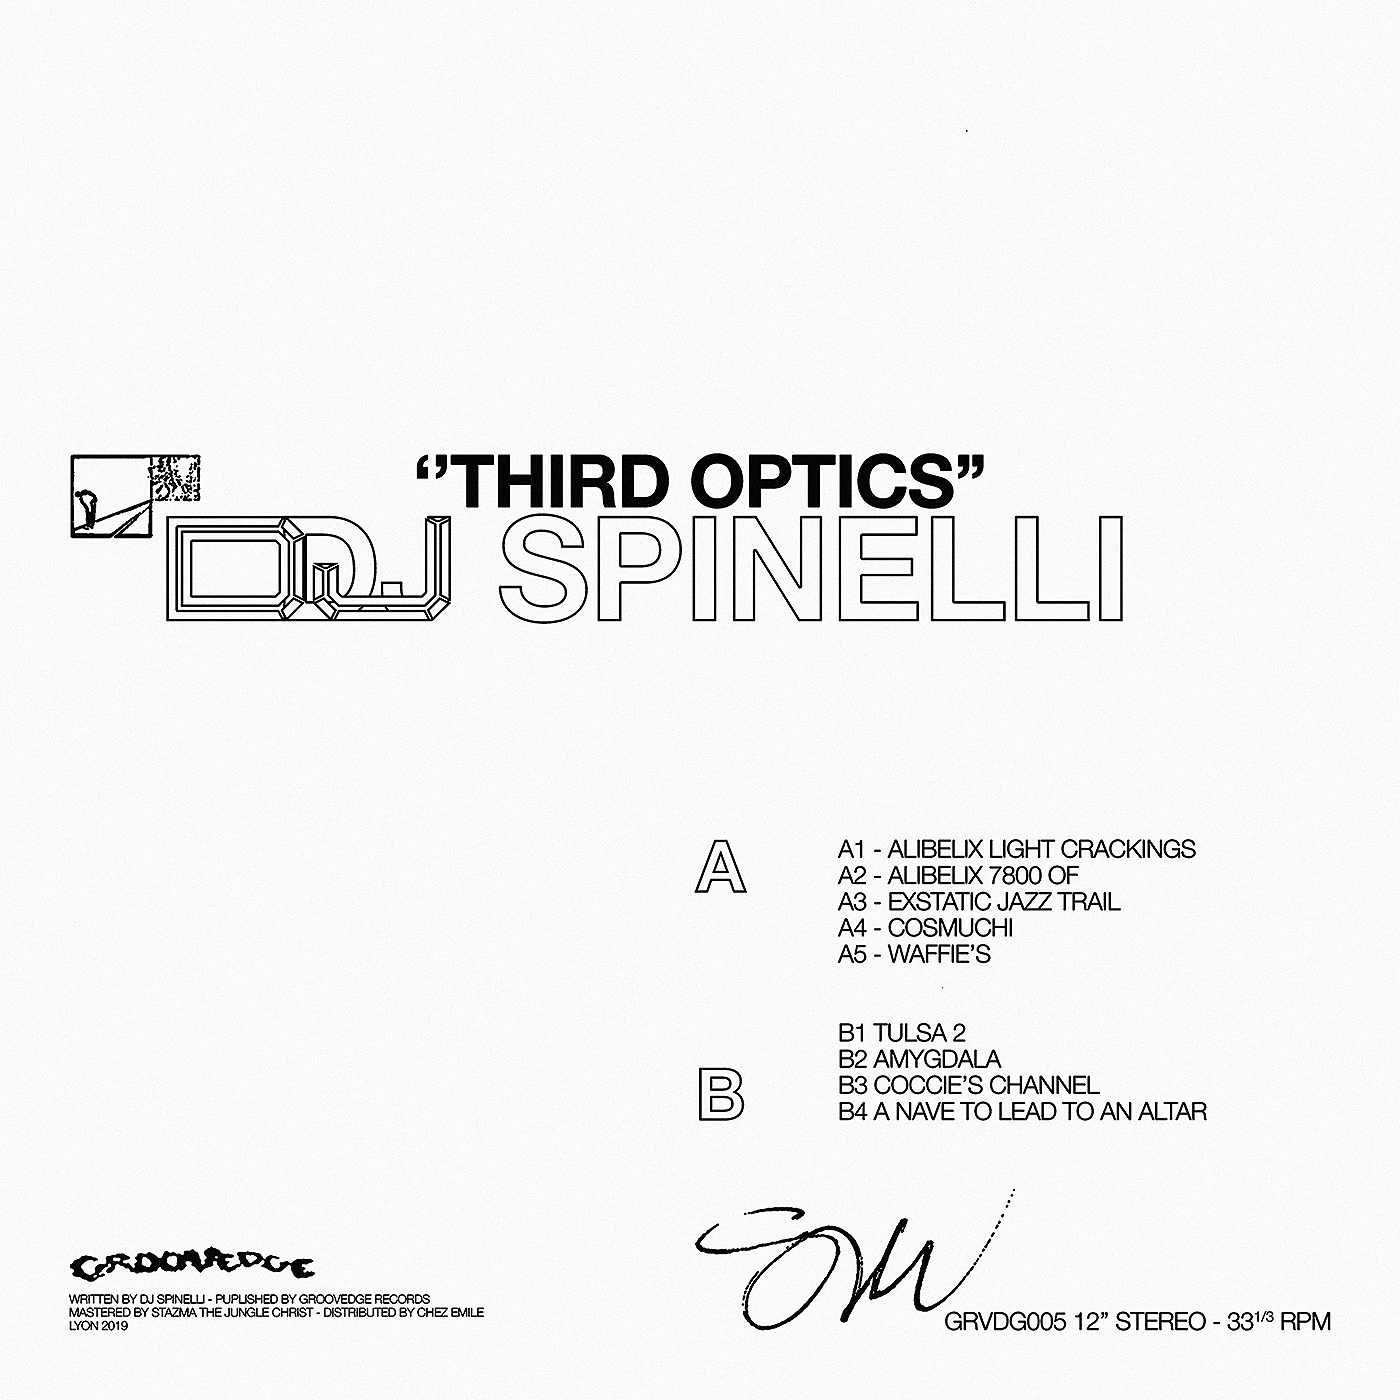 ‘’THIRD OPTICS”
DJ SPINELLI
A
A1 - ALIBELIX LIGHT CRACKINGS
A2 - ALIBELIX 7800 OF
A3 - EXSTATIC JAZZ TRAIL
A4 - COSMUCHI
A5 - WAFFIE’S
B
B1 TULSA 2
B2 AMYGDALA
B3 COCCIE’S CHANNEL
B4 A NAVE TO LEAD TO AN ALTAR
GROOVEDGE
WRITTEN BY DJ SPINELLI - PUPLISHED BY GROOVEDGE RECORDS
MASTERED BY STAZMA THE JUNGLE CHRIST - DISTRIBUTED BY CHEZ EMILE
LYON 2019
GRVDG005 12” STEREO - 33 1/3 RPM